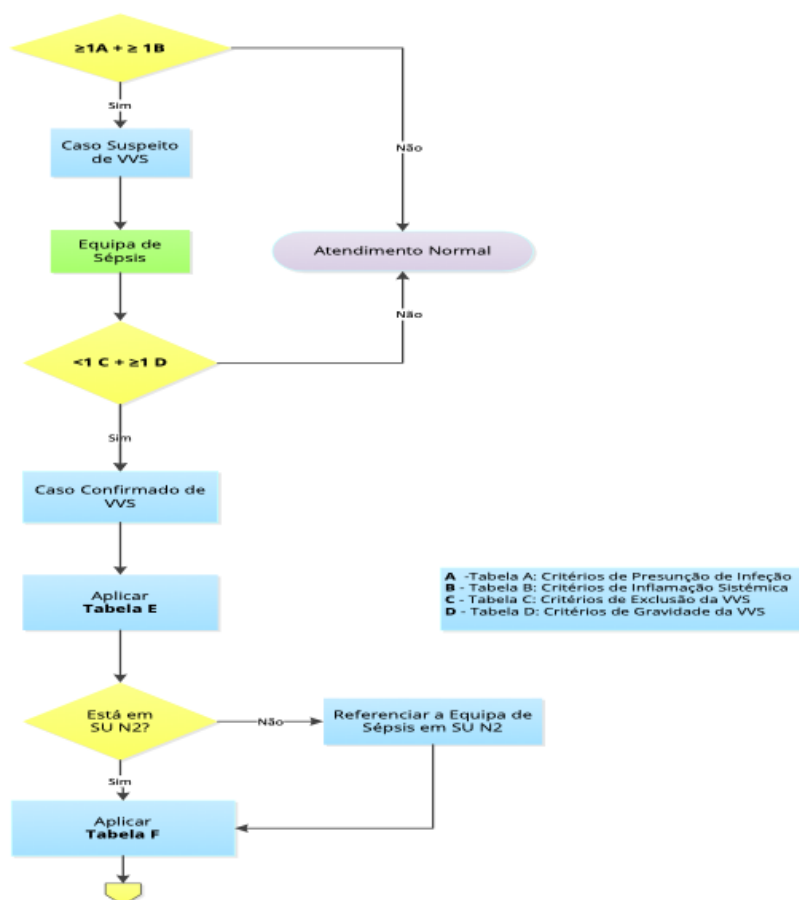 ≥1A + ≥ 1B
Sim
Não
Caso Suspeito
de VVS
Equipa de
Sépsis
Atendimento Normal
Não
<1 C + ≥1 D
Sim
Caso Confirmado de
VVS
Aplicar
Tabela E
A -Tabela A: Critérios de Presunção de Infeção
B - Tabela B: Critérios de Inflamação Sistémica
C - Tabela C: Critérios de Exclusão da VVS
D - Tabela D: Critérios de Gravidade da VVS
Está em
SU N2?
Não
Referenciar a Equipa de
Sépsis em SU N2
Sim
Aplicar
Tabela F